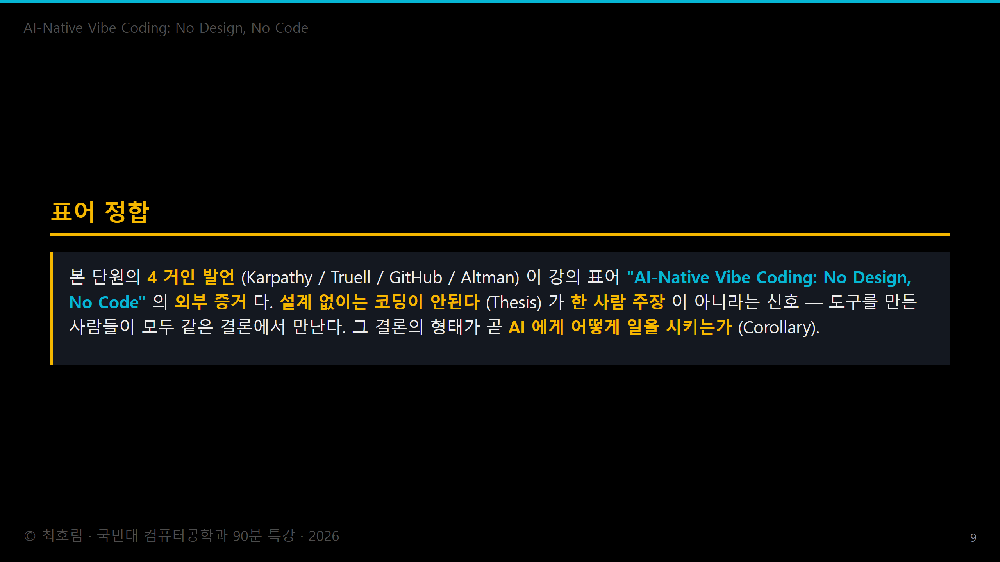 AI-Native Vibe Coding: No Design, No Code
표어 정합
본 단원의 4 거인 발언 (Karpathy / Truell / GitHub / Altman) 이 강의 표어 "AI-Native Vibe Coding: No Design,
No Code" 의 외부 증거 다. 설계 없이는 코딩이 안된다 (Thesis) 가 한 사람 주장 이 아니라는 신호 — 도구를 만든
사람들이 모두 같은 결론에서 만난다. 그 결론의 형태가 곧 AI 에게 어떻게 일을 시키는가 (Corollary).
© 최호림 · 국민대 컴퓨터공학과 90분 특강 · 2026
9